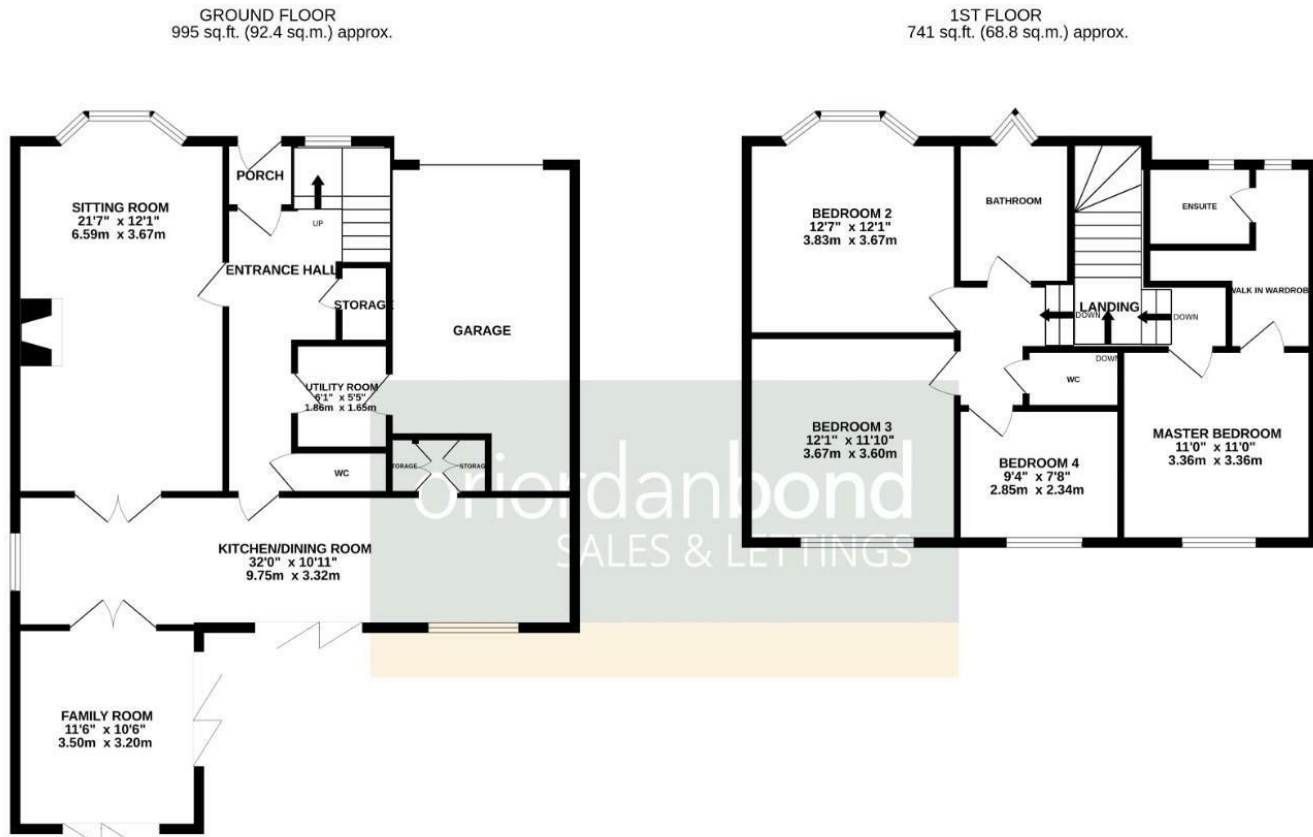 GROUND FLOOR
995 sq.ft. (92.4 sq.m.) approx.
1ST FLOOR
741 sq.ft. (68.8 sq.m.) approx.
SITTING ROOM
21'7" x 12'1"
6.59m x 3.67m
PORCH
UP
ENTRANCE HALL
STORAGE
GARAGE
UTILITY ROOM
6'1" x 5'5"
1.86m x 1.65m
WC
STORAGE
STORAGE
KITCHEN/DINING ROOM
32'0" x 10'11"
9.75m x 3.32m
FAMILY ROOM
11'6" x 10'6"
3.50m x 3.20m
BEDROOM 2
12'7" x 12'1"
3.83m x 3.67m
BATHROOM
ENSUITE
WALK IN WARDROBE
LANDING
DOWN
DOWN
DOWN
WC
BEDROOM 3
12'1" x 11'10"
3.67m x 3.60m
BEDROOM 4
9'4" x 7'8"
2.85m x 2.34m
MASTER BEDROOM
11'0" x 11'0"
3.36m x 3.36m
oriordanbond
SALES & LETTINGS